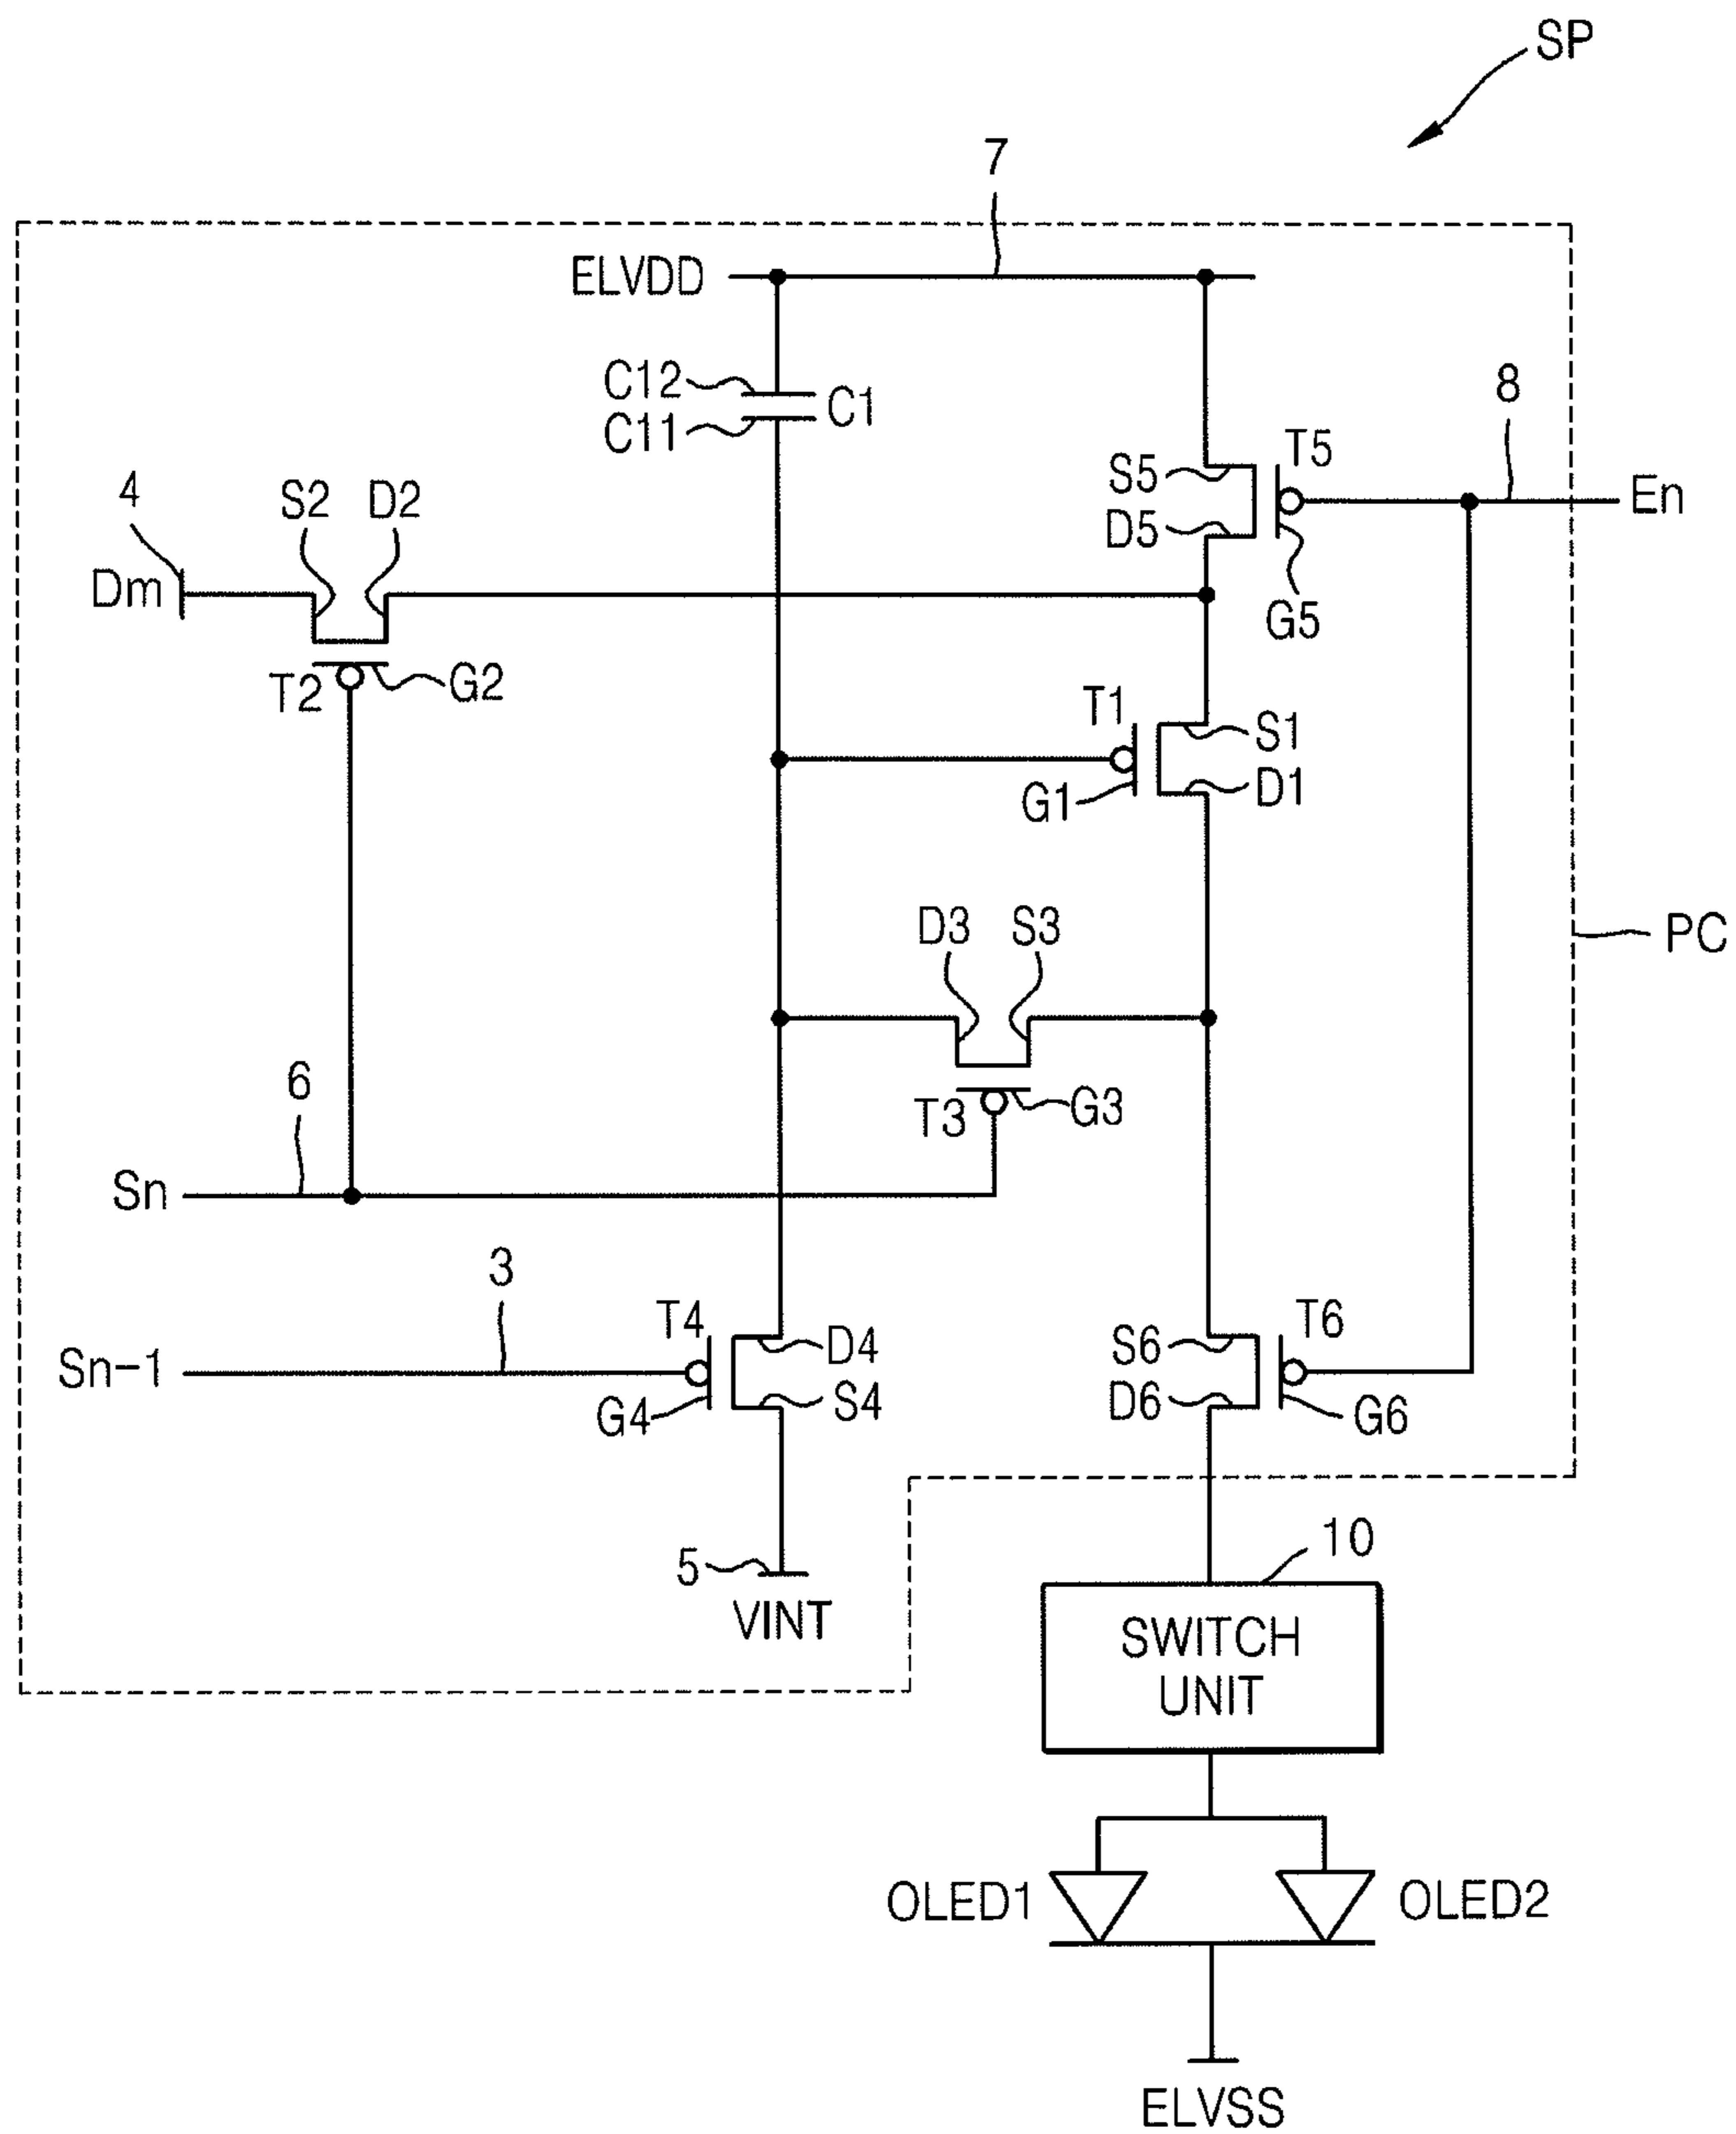 SP
7
ELVDD
C12
C1
C11
8
T5
S5
En
4
S2
D2
D5
Dm
G5
T2
G2
T1
S1
G1
D1
D3
S3
PC
6
T3
G3
Sn
3
T4
D4
S6
T6
Sn-1
G4
S4
D6
G6
10
5
VINT
SWITCH
UNIT
OLED1
OLED2
ELVSS